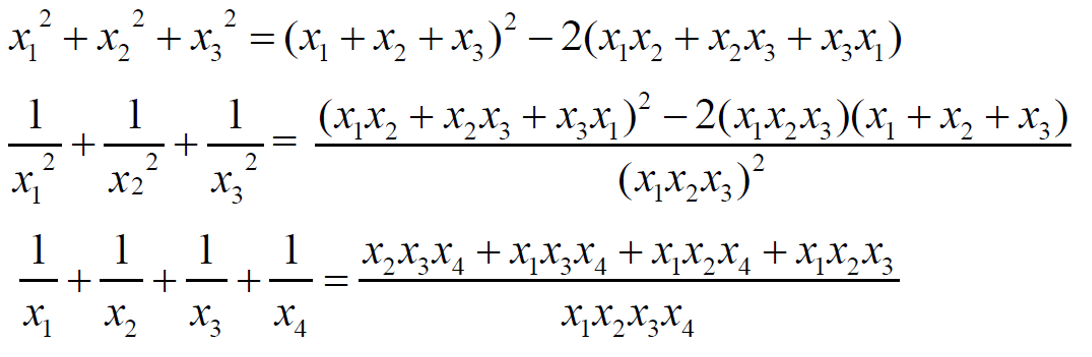 x₁² + x₂² + x₃² = (x₁ + x₂ + x₃)² − 2(x₁x₂ + x₂x₃ + x₃x₁)
1/x₁² + 1/x₂² + 1/x₃² = ((x₁x₂ + x₂x₃ + x₃x₁)² − 2(x₁x₂x₃)(x₁ + x₂ + x₃))/(x₁x₂x₃)²
1/x₁ + 1/x₂ + 1/x₃ + 1/x₄ = (x₂x₃x₄ + x₁x₃x₄ + x₁x₂x₄ + x₁x₂x₃)/(x₁x₂x₃x₄)